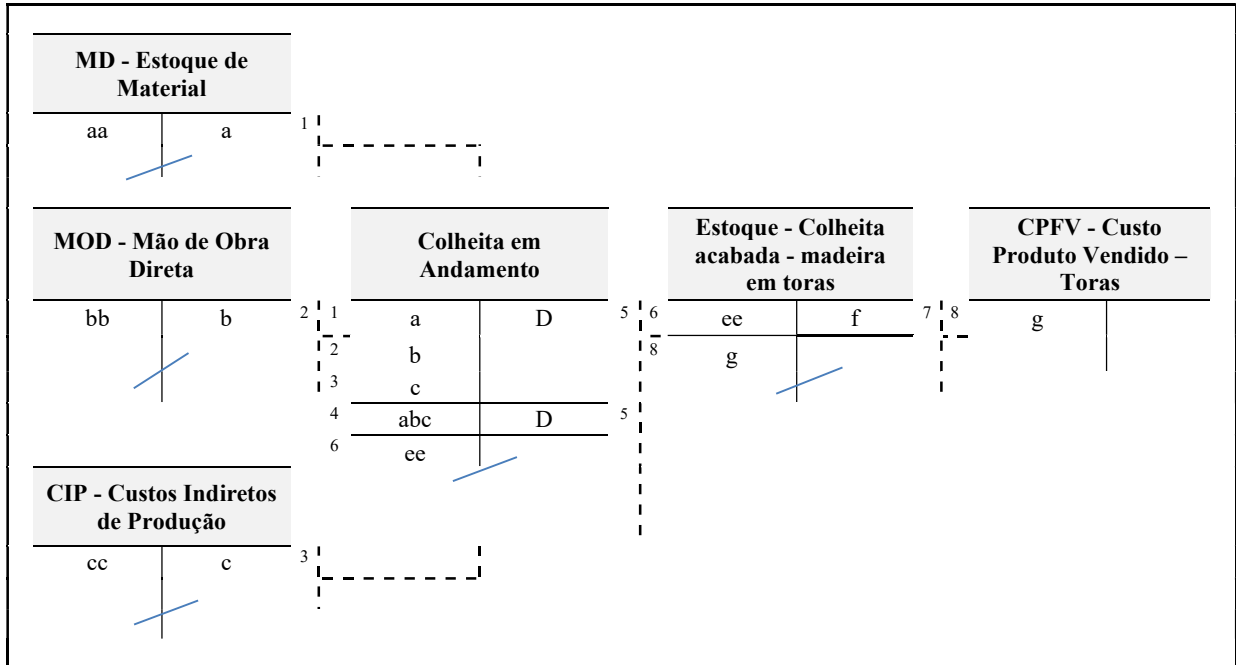 MD - Estoque de
Material
aa a 1
MOD - Mão de Obra
Direta
bb b 2
Colheita em
Andamento
1 a D 5
2 b
3 c
4 abc D 5
6 ee
Estoque - Colheita
acabada - madeira
em toras
6 ee f 7
8 g
CPFV - Custo
Produto Vendido –
Toras
8 g
CIP - Custos Indiretos
de Produção
cc c 3